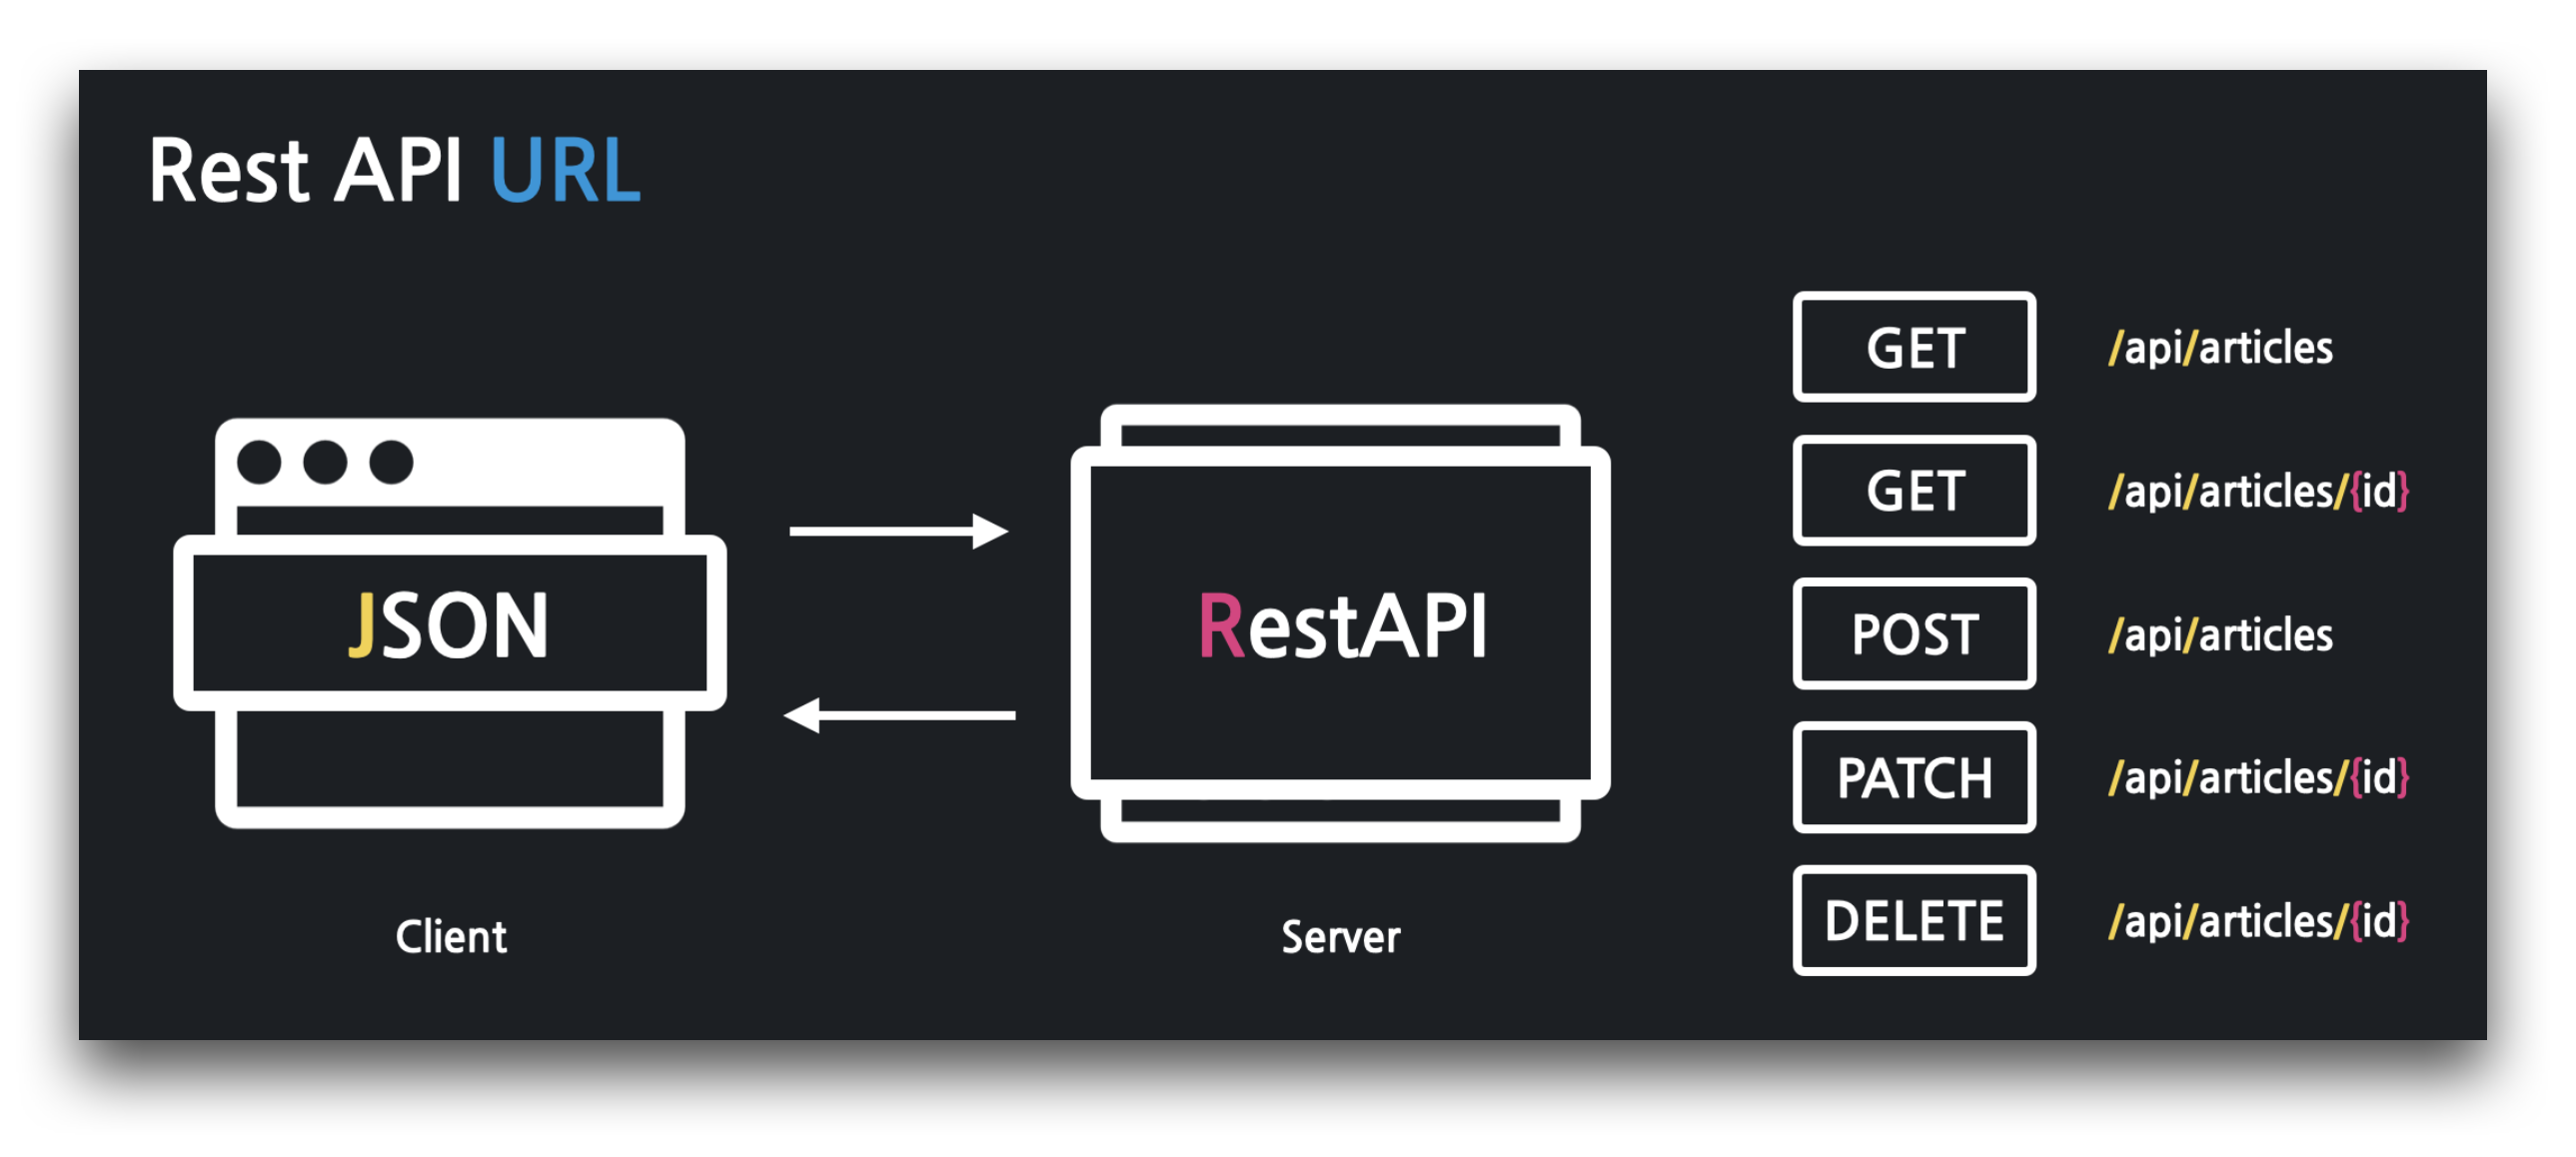 Rest API URL
JSON
Client
RestAPI
Server
GET /api/articles
GET /api/articles/{id}
POST /api/articles
PATCH /api/articles/{id}
DELETE /api/articles/{id}